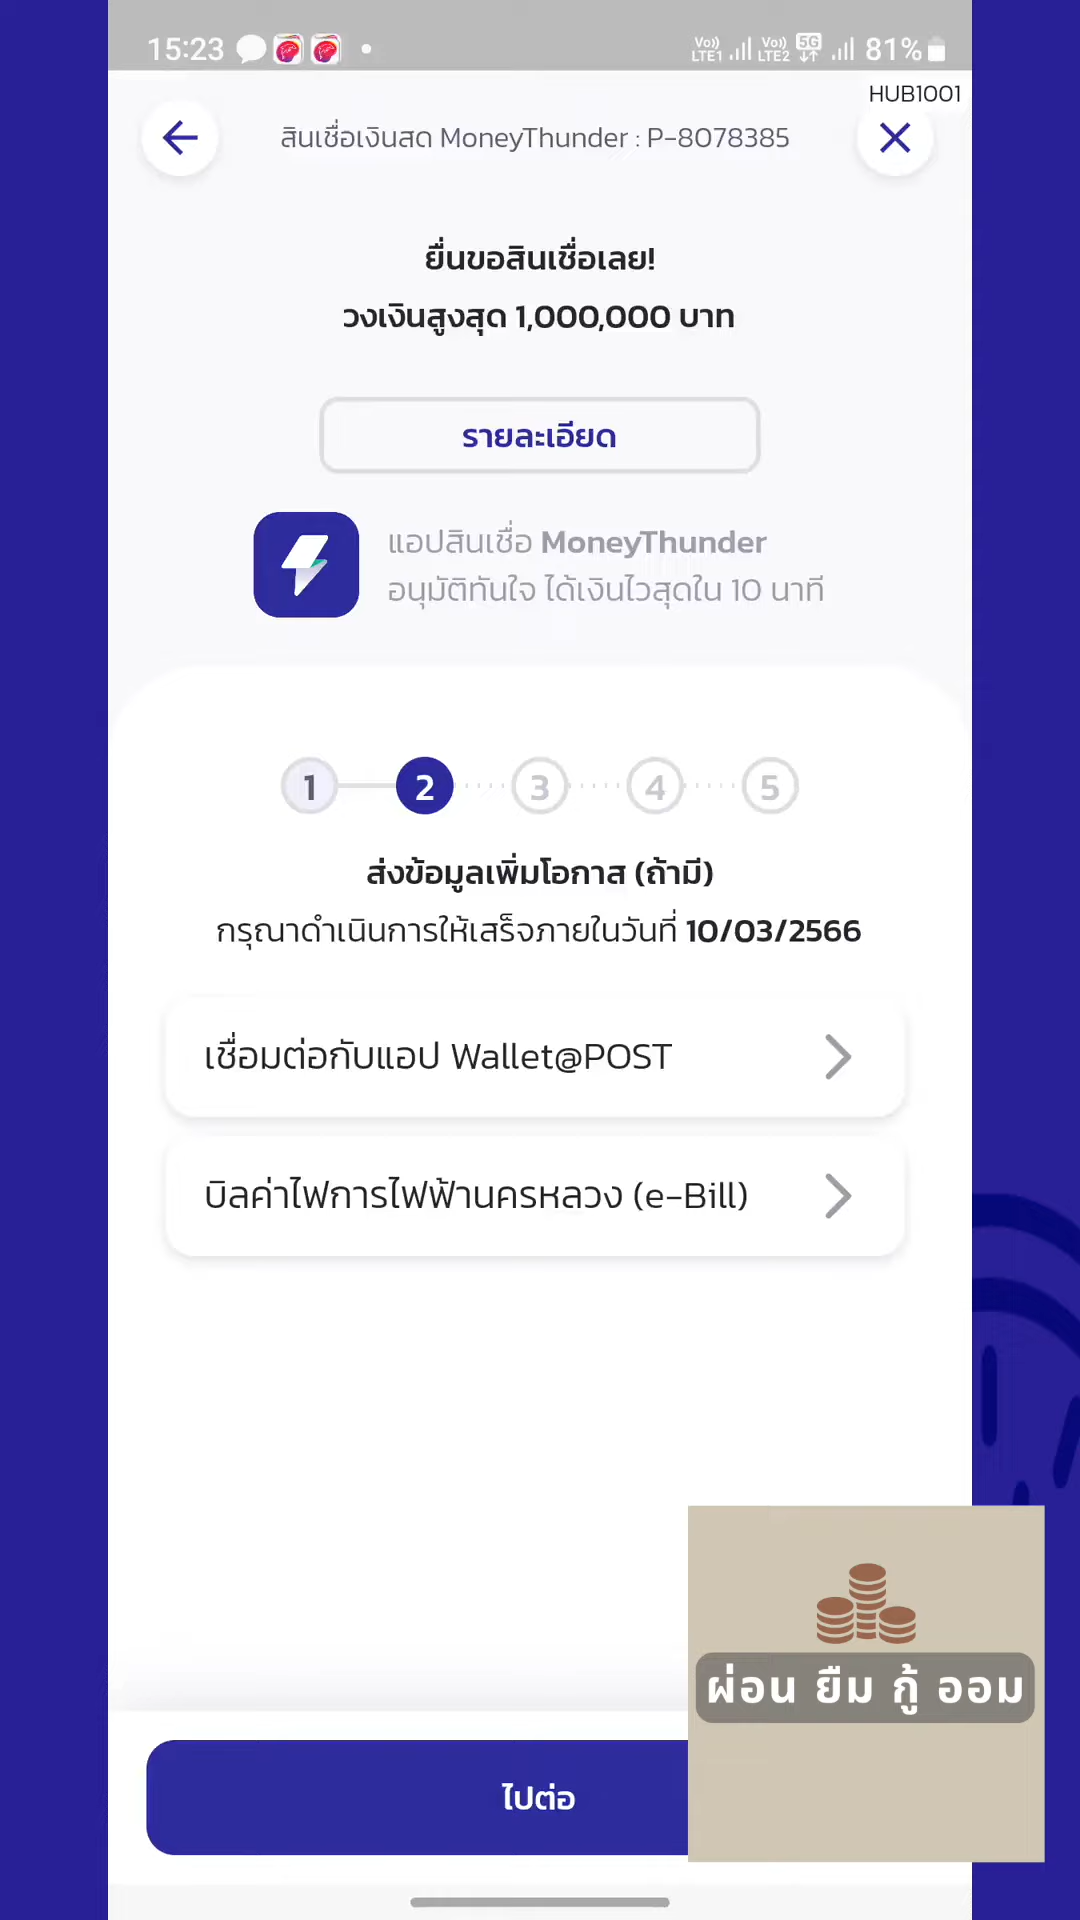 15:23
Vo)) LTE1 Vo)) LTE2 5G 81%
HUB1001
สินเชื่อเงินสด MoneyThunder : P-8078385
ยื่นขอสินเชื่อเลย!
วงเงินสูงสุด 1,000,000 บาท
รายละเอียด
แอปสินเชื่อ MoneyThunder
อนุมัติทันใจ ได้เงินไวสุดใน 10 นาที
1 2 3 4 5
ส่งข้อมูลเพิ่มโอกาส (ถ้ามี)
กรุณาดำเนินการให้เสร็จภายในวันที่ 10/03/2566
เชื่อมต่อกับแอป Wallet@POST
บิลค่าไฟการไฟฟ้านครหลวง (e-Bill)
ผ่อน ยืม กู้ ออม
ไปต่อ